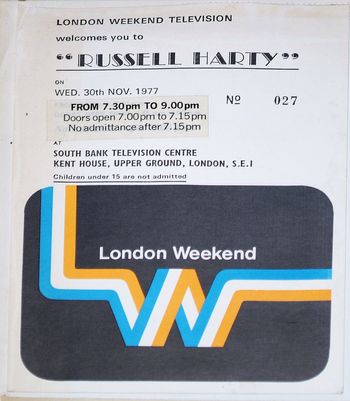 LONDON WEEKEND TELEVISION
welcomes you to
“RUSSELL HARTY”
ON
WED. 30th NOV. 1977
FROM 7.30pm TO 9.00pm
Doors open 7.00pm to 7.15pm
No admittance after 7.15pm
Nº 027
AT
SOUTH BANK TELEVISION CENTRE
KENT HOUSE, UPPER GROUND, LONDON, S.E.1
Children under 15 are not admitted
London Weekend